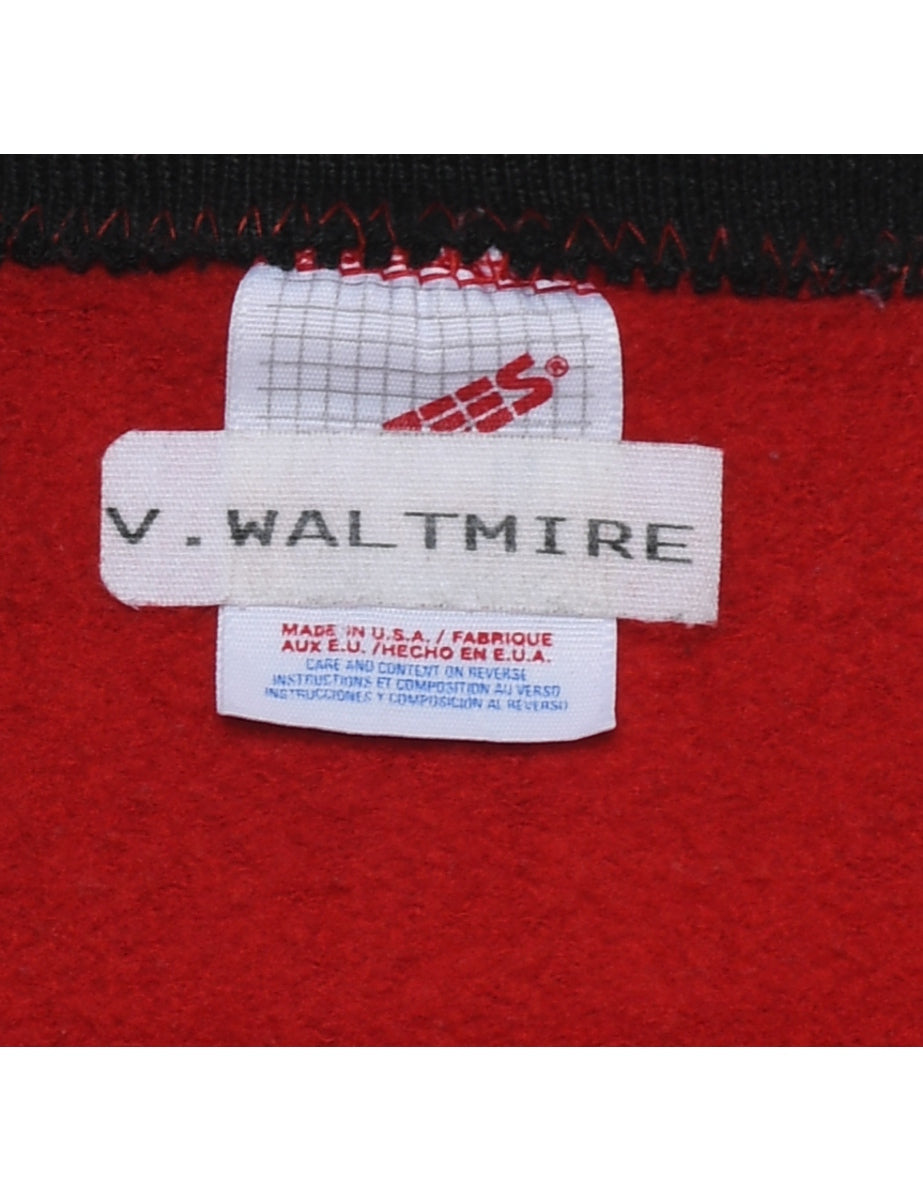 V.WALTMIRE
MADE IN U.S.A. / FABRIQUE
AUX E.U. /HECHO EN E.U.A.
CARE AND CONTENT ON REVERSE
INSTRUCTIONS ET COMPOSITION AU VERSO
INSTRUCCIONES Y COMPOSICION AL REVERSO